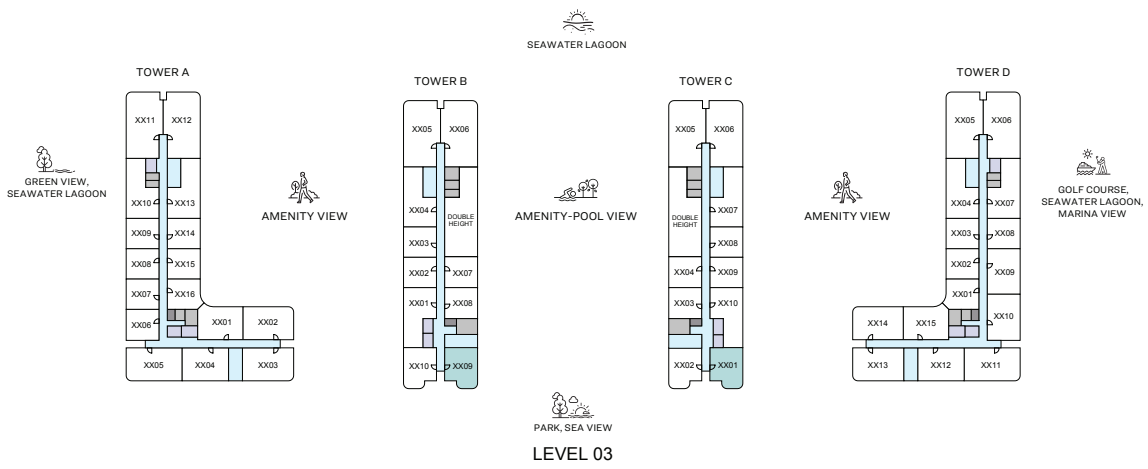 SEAWATER LAGOON
TOWER A
TOWER B
TOWER C
TOWER D
XX11
XX12
XX05
XX06
XX05
XX06
XX05
XX06
GREEN VIEW,
SEAWATER LAGOON
AMENITY VIEW
AMENITY-POOL VIEW
AMENITY VIEW
GOLF COURSE,
SEAWATER LAGOON,
MARINA VIEW
XX10
XX13
XX09
XX14
XX08
XX15
XX07
XX16
XX06
XX01
XX02
XX05
XX04
XX03
XX04
DOUBLE
HEIGHT
XX03
XX02
XX07
XX01
XX08
XX10
XX09
DOUBLE
HEIGHT
XX07
XX08
XX04
XX09
XX03
XX10
XX02
XX01
XX04
XX07
XX03
XX08
XX02
XX09
XX01
XX10
XX14
XX15
XX13
XX12
XX11
PARK, SEA VIEW
LEVEL 03